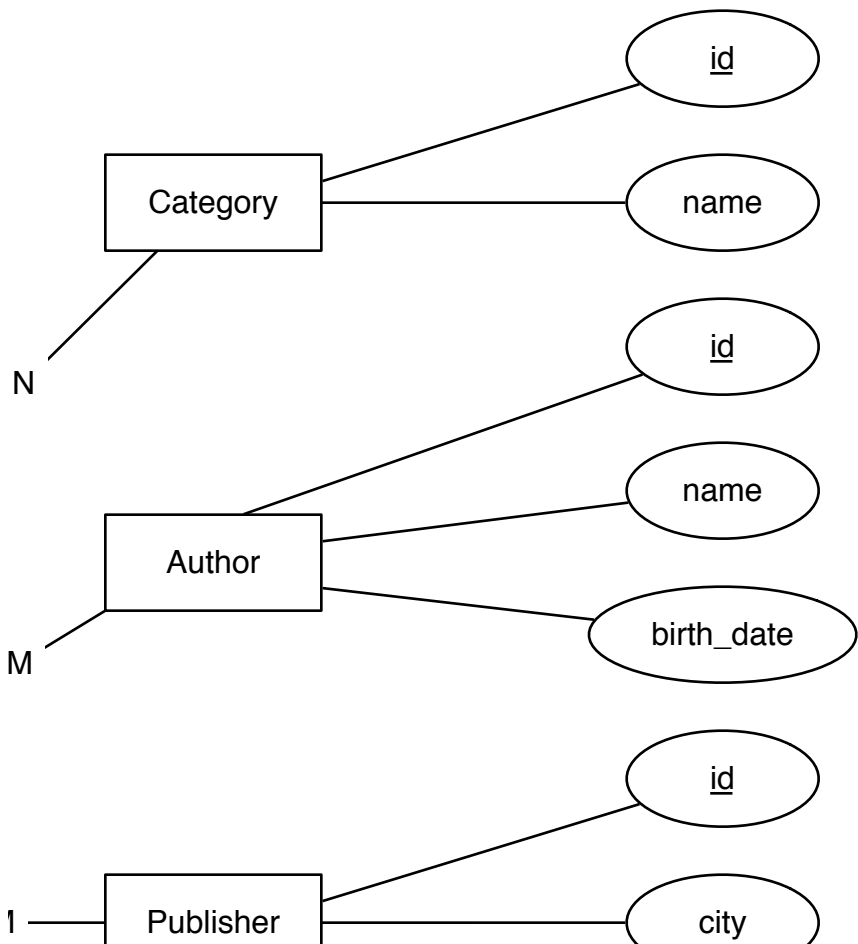 id
Category
name
N
id
name
Author
birth_date
M
id
Publisher
city